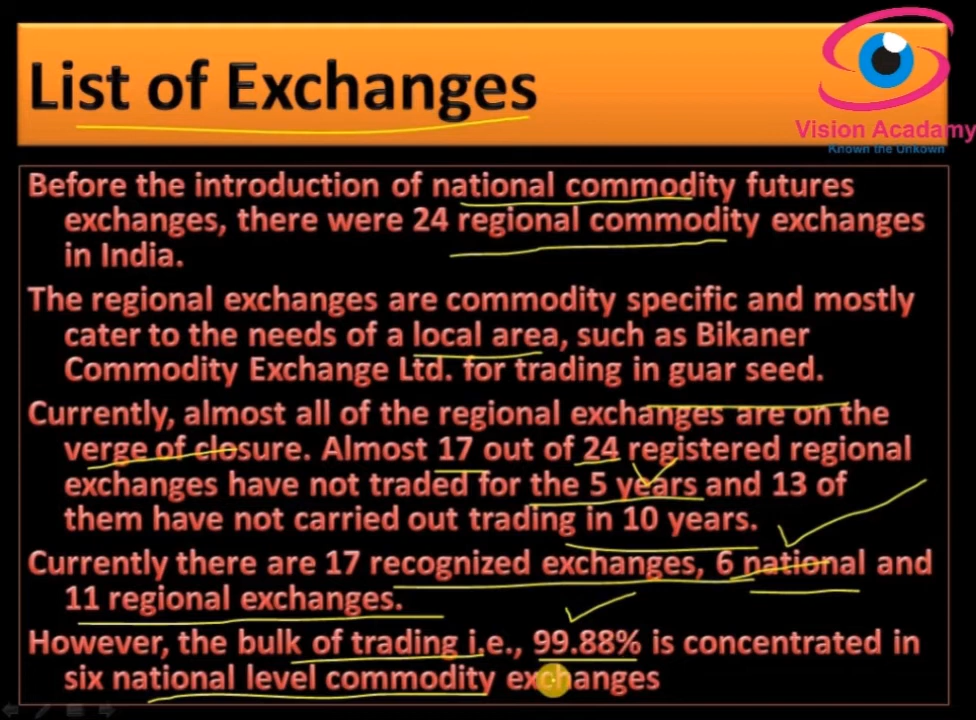 List of Exchanges
Vision Acadamy
Known the Unkown
Before the introduction of national commodity futures
exchanges, there were 24 regional commodity exchanges
in India.
The regional exchanges are commodity specific and mostly
cater to the needs of a local area, such as Bikaner
Commodity Exchange Ltd. for trading in guar seed.
Currently, almost all of the regional exchanges are on the
verge of closure. Almost 17 out of 24 registered regional
exchanges have not traded for the 5 years and 13 of
them have not carried out trading in 10 years.
Currently there are 17 recognized exchanges, 6 national and
11 regional exchanges.
However, the bulk of trading i.e., 99.88% is concentrated in
six national level commodity exchanges